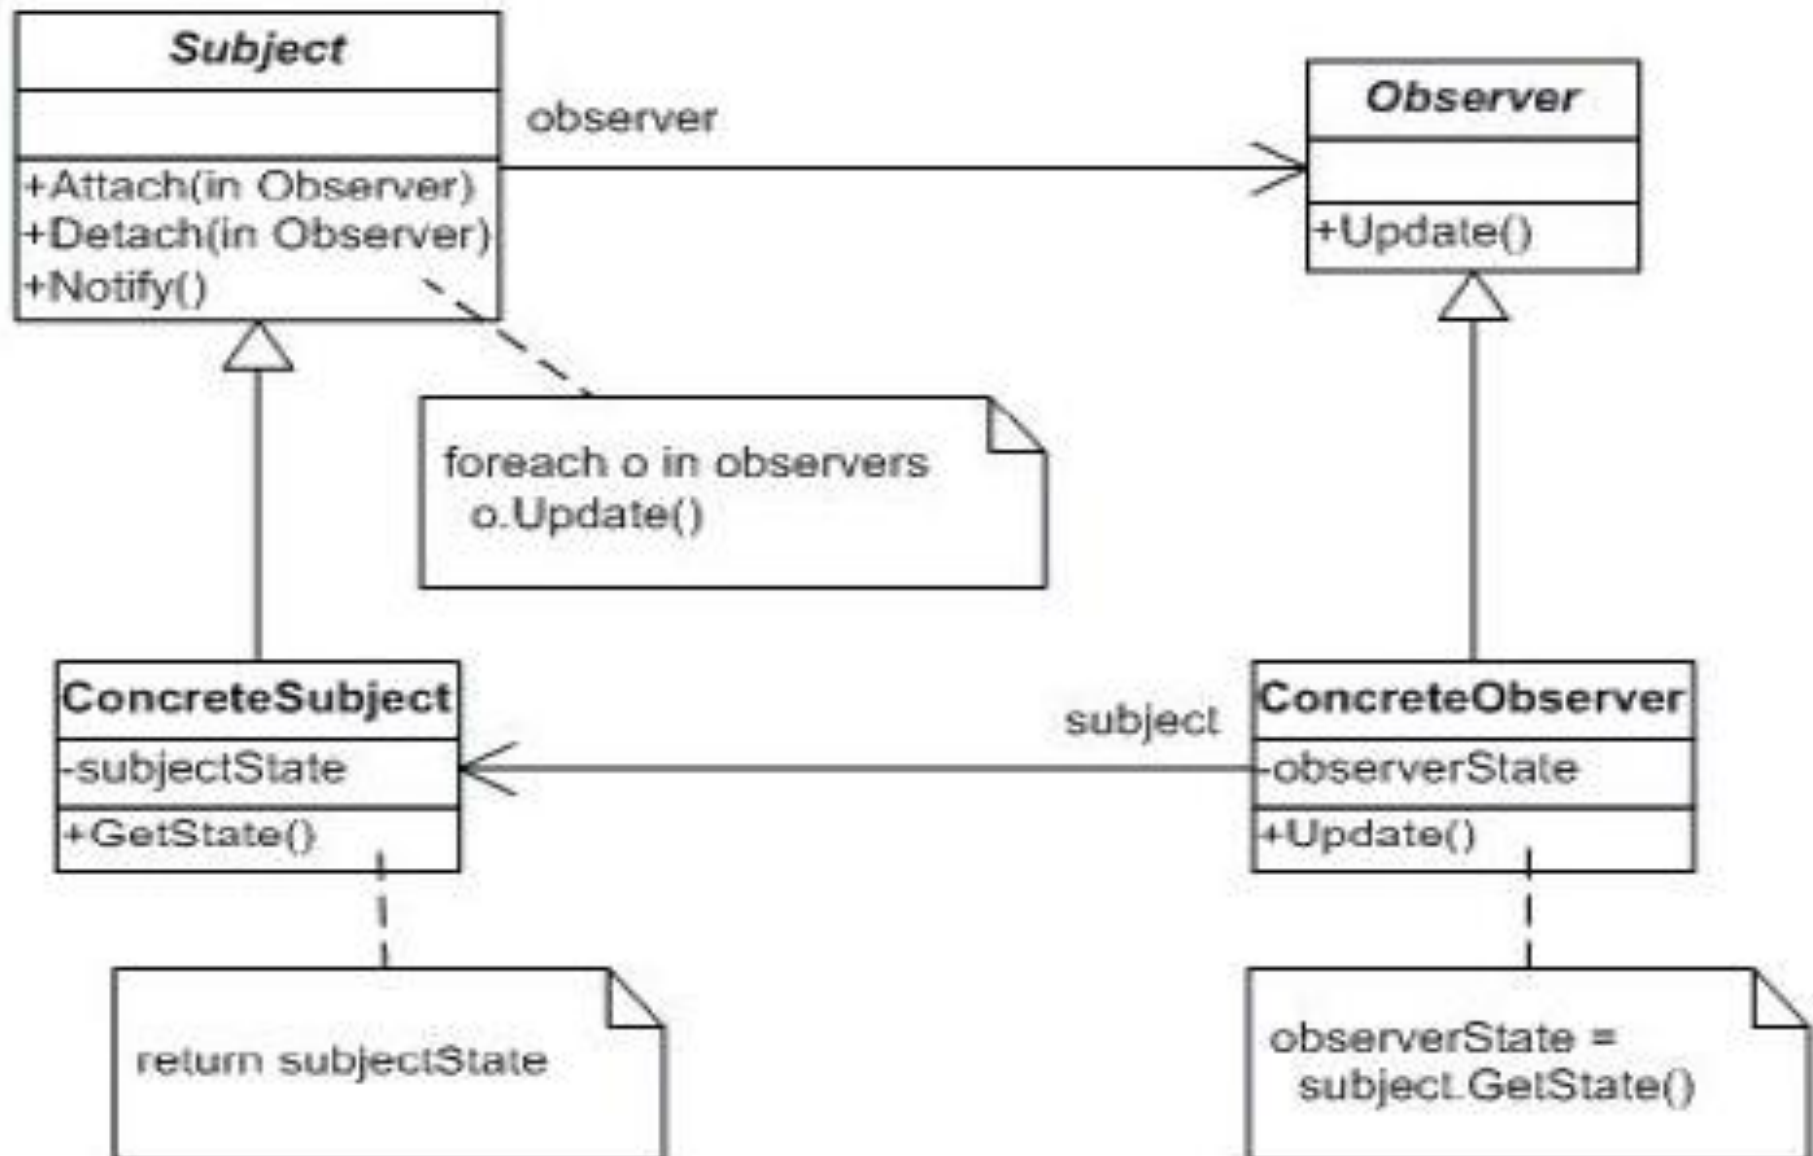 Subject
+Attach(in Observer)
+Detach(in Observer)
+Notify()
observer
Observer
+Update()
foreach o in observers
o.Update()
ConcreteSubject
-subjectState
+GetState()
subject
ConcreteObserver
-observerState
+Update()
return subjectState
observerState =
subject.GetState()